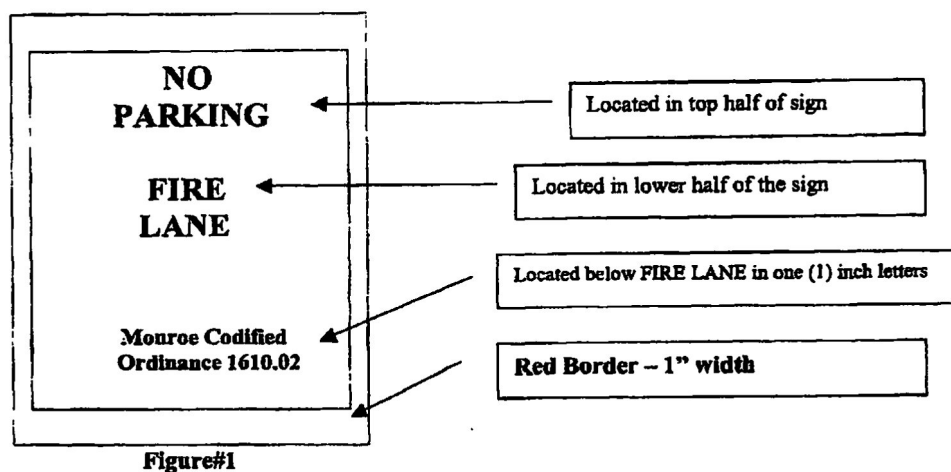 NO
PARKING
Located in top half of sign
FIRE
LANE
Located in lower half of the sign
Located below FIRE LANE in one (1) inch letters
Monroe Codified
Ordinance 1610.02
Red Border – 1” width
Figure#1